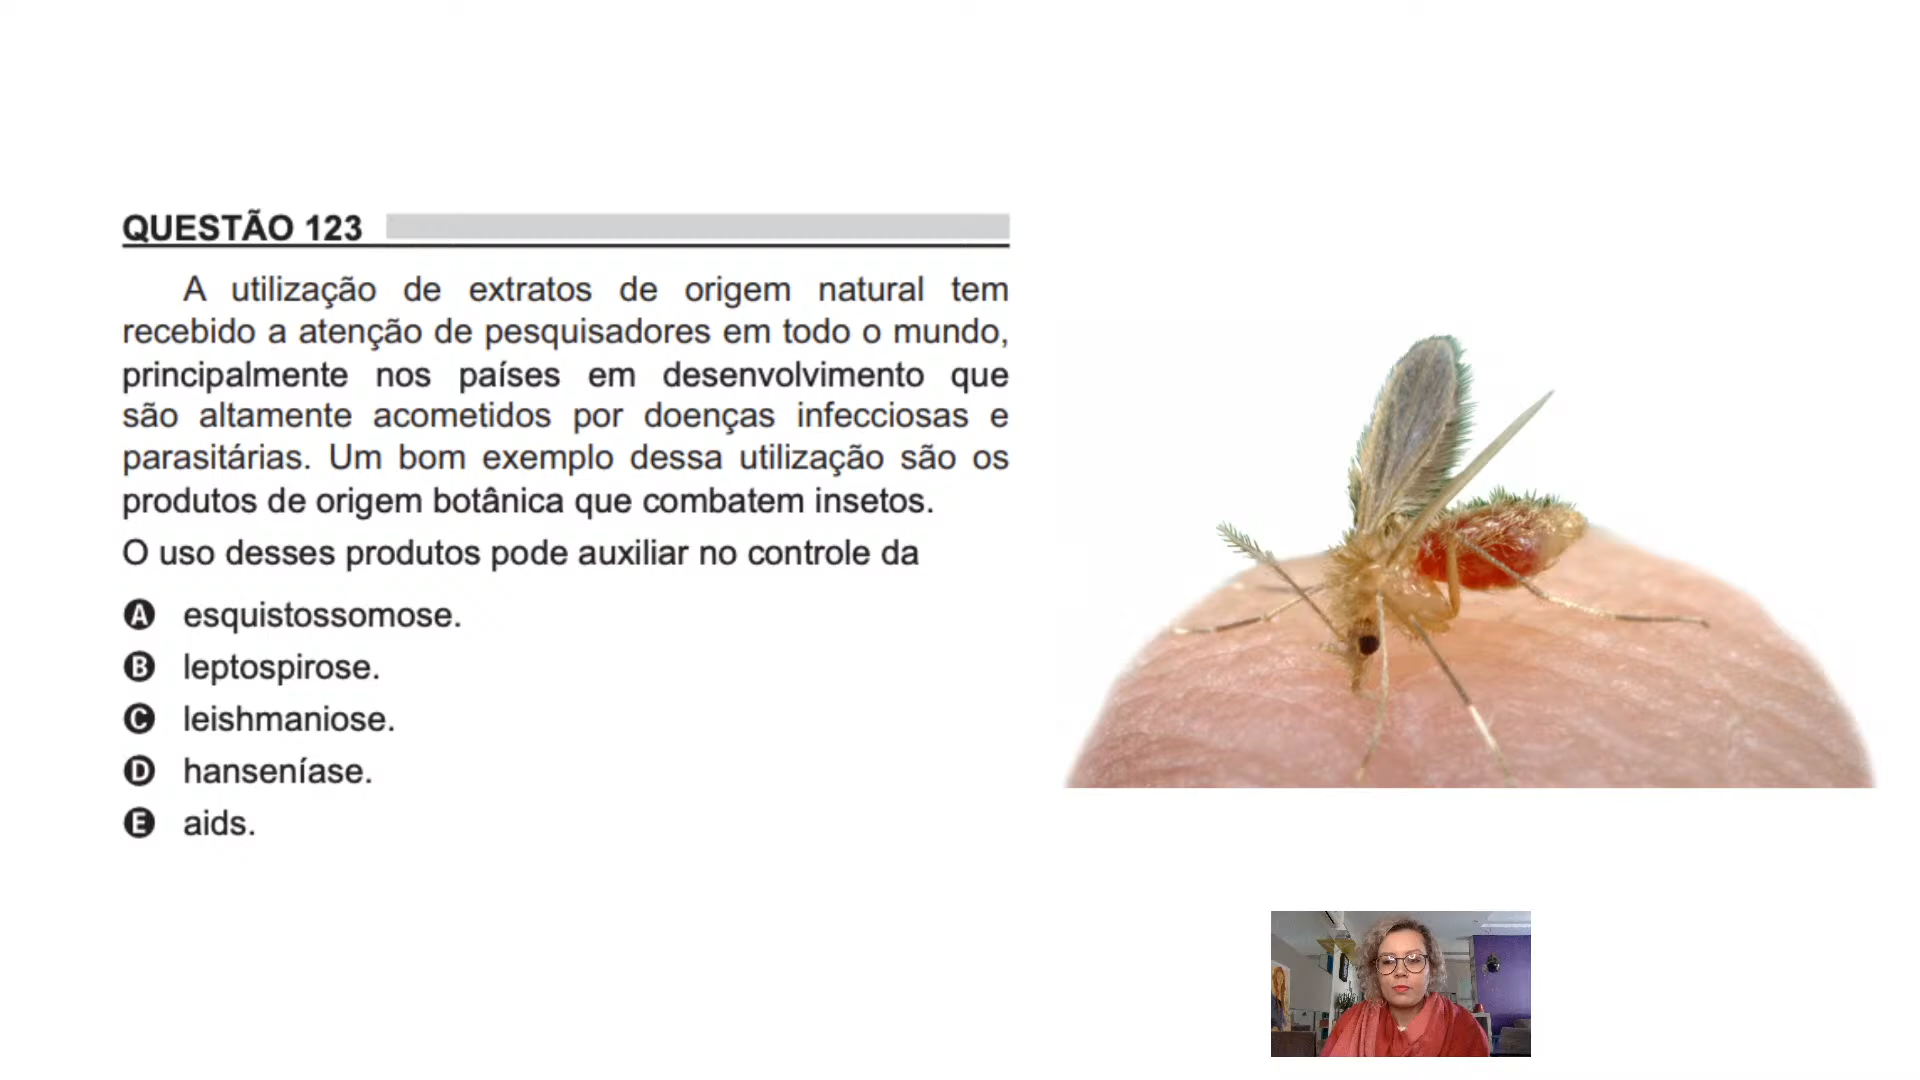 QUESTÃO 123
A utilização de extratos de origem natural tem
recebido a atenção de pesquisadores em todo o mundo,
principalmente nos países em desenvolvimento que
são altamente acometidos por doenças infecciosas e
parasitárias. Um bom exemplo dessa utilização são os
produtos de origem botânica que combatem insetos.
O uso desses produtos pode auxiliar no controle da
A esquistossomose.
B leptospirose.
C leishmaniose.
D hanseníase.
E aids.